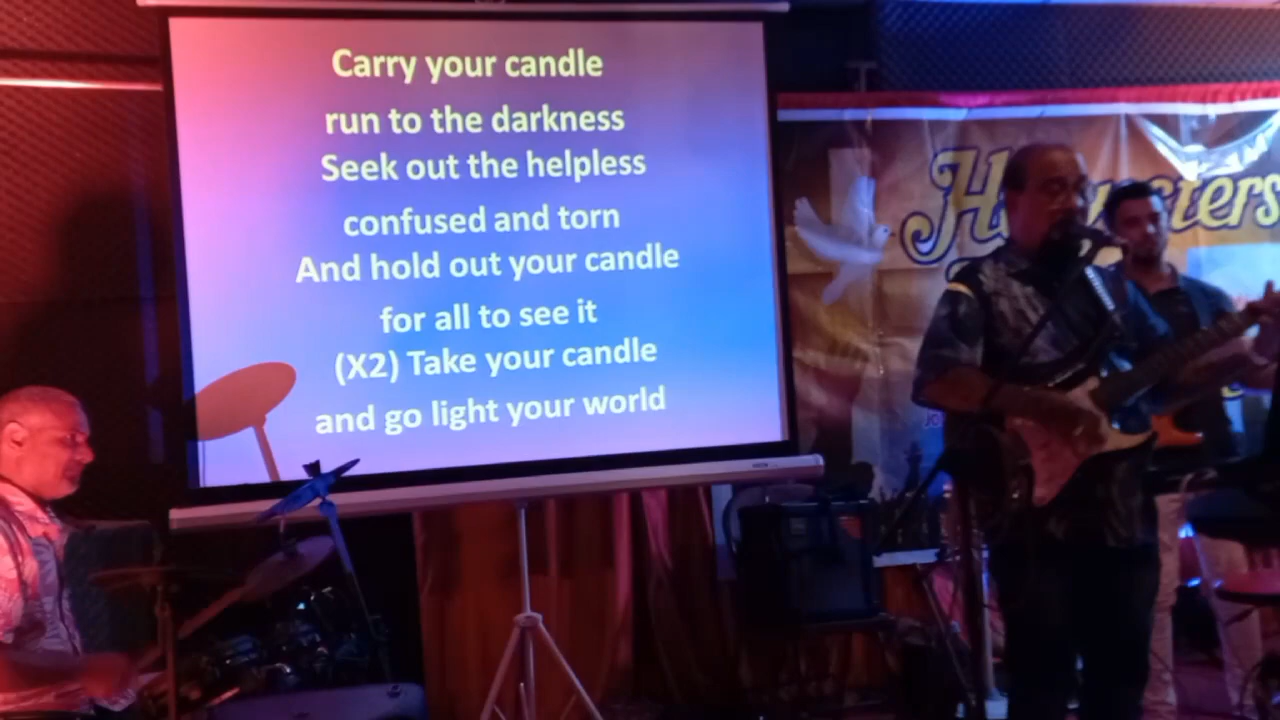 Carry your candle
run to the darkness
Seek out the helpless
confused and torn
And hold out your candle
for all to see it
(X2) Take your candle
and go light your world